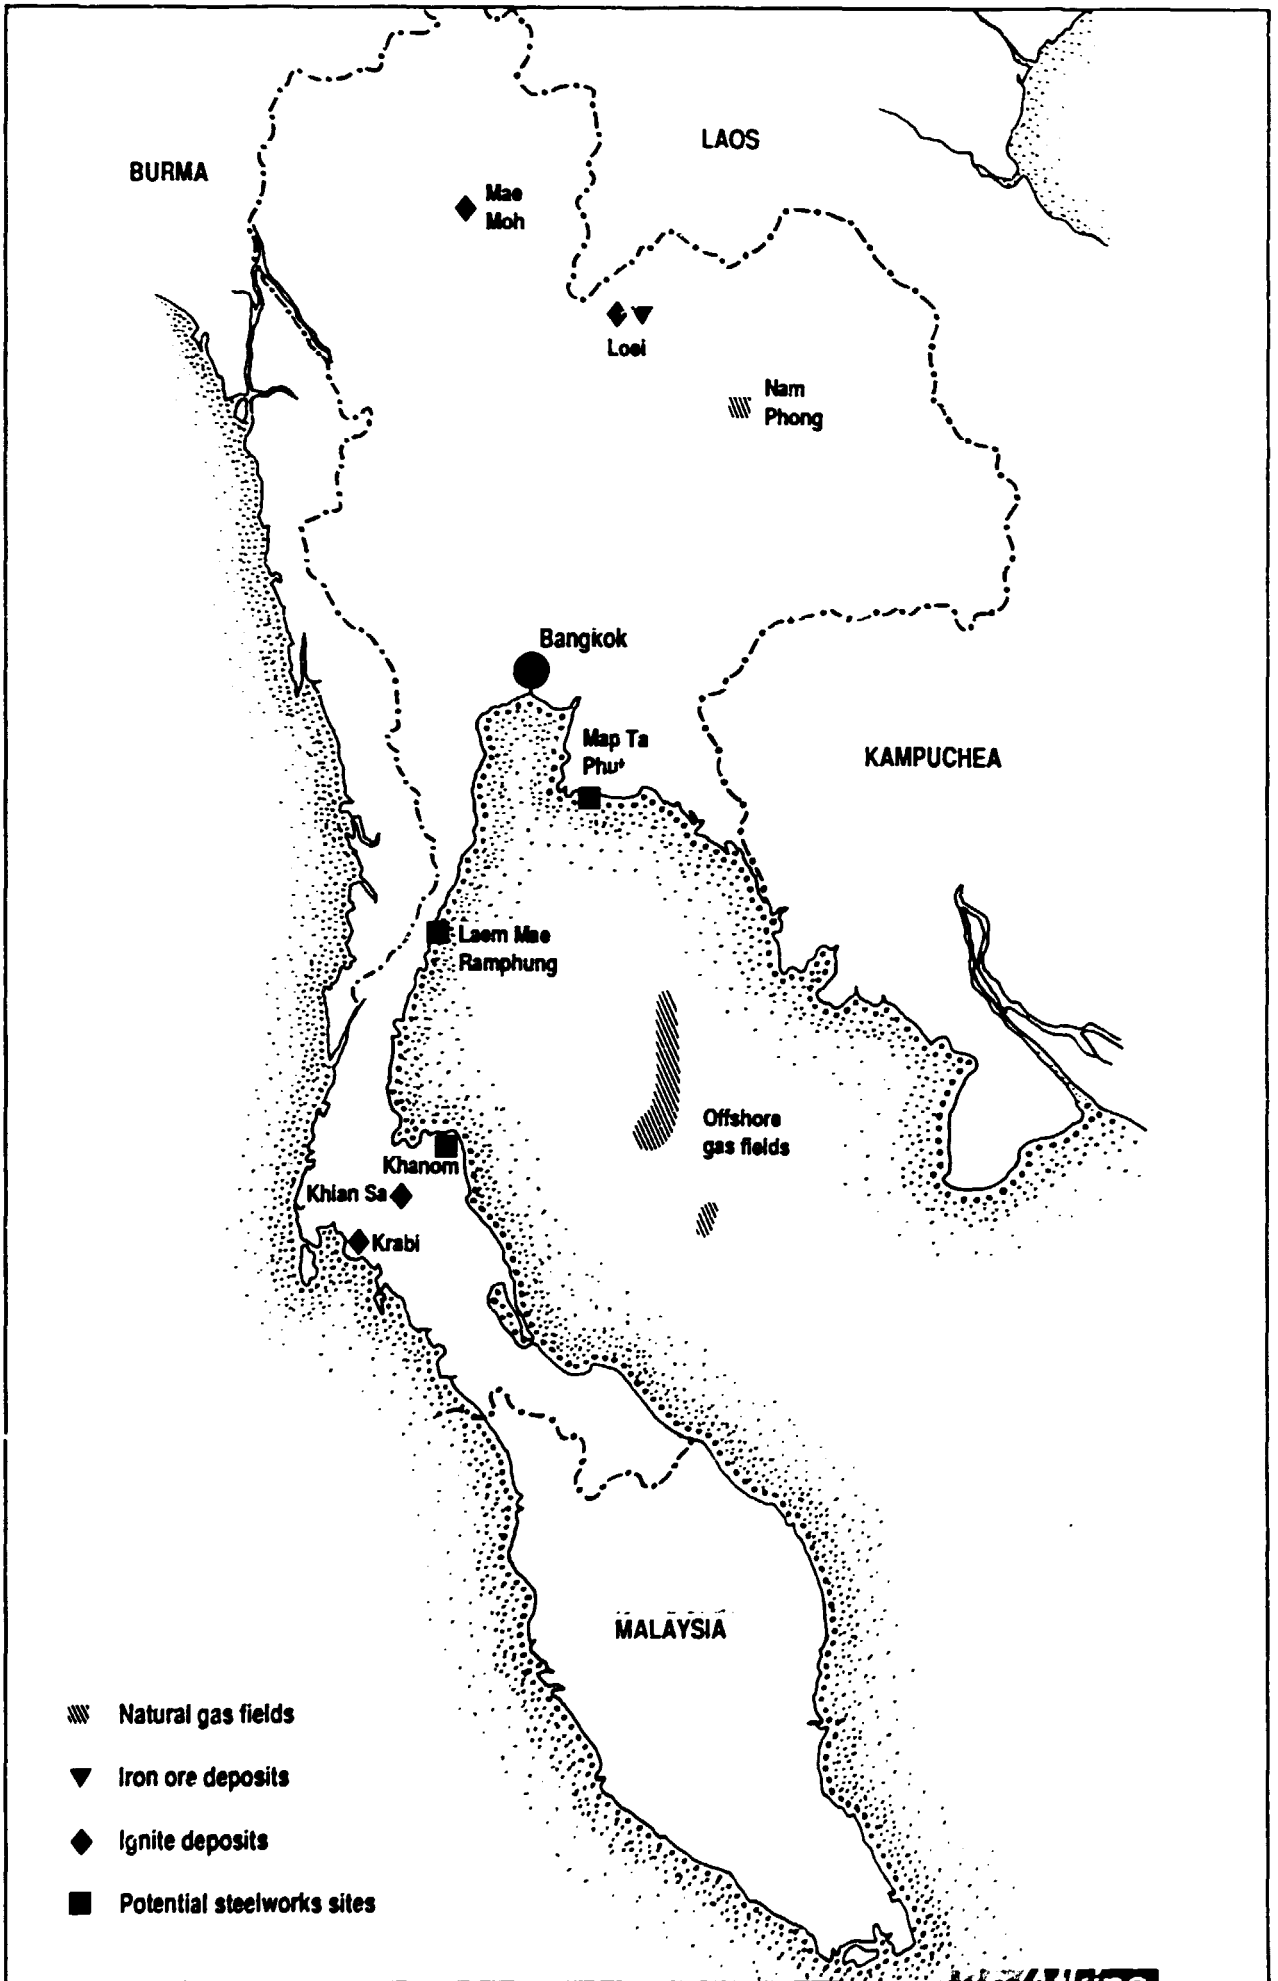 LAOS
BURMA
Mae
Moh
Loei
Nam
Phong
Bangkok
Map Ta
Phut
KAMPUCHEA
Laem Mae
Ramphung
Offshore
gas fields
Khanom
Khian Sa
Krabi
MALAYSIA
Natural gas fields
Iron ore deposits
Ignite deposits
Potential steelworks sites